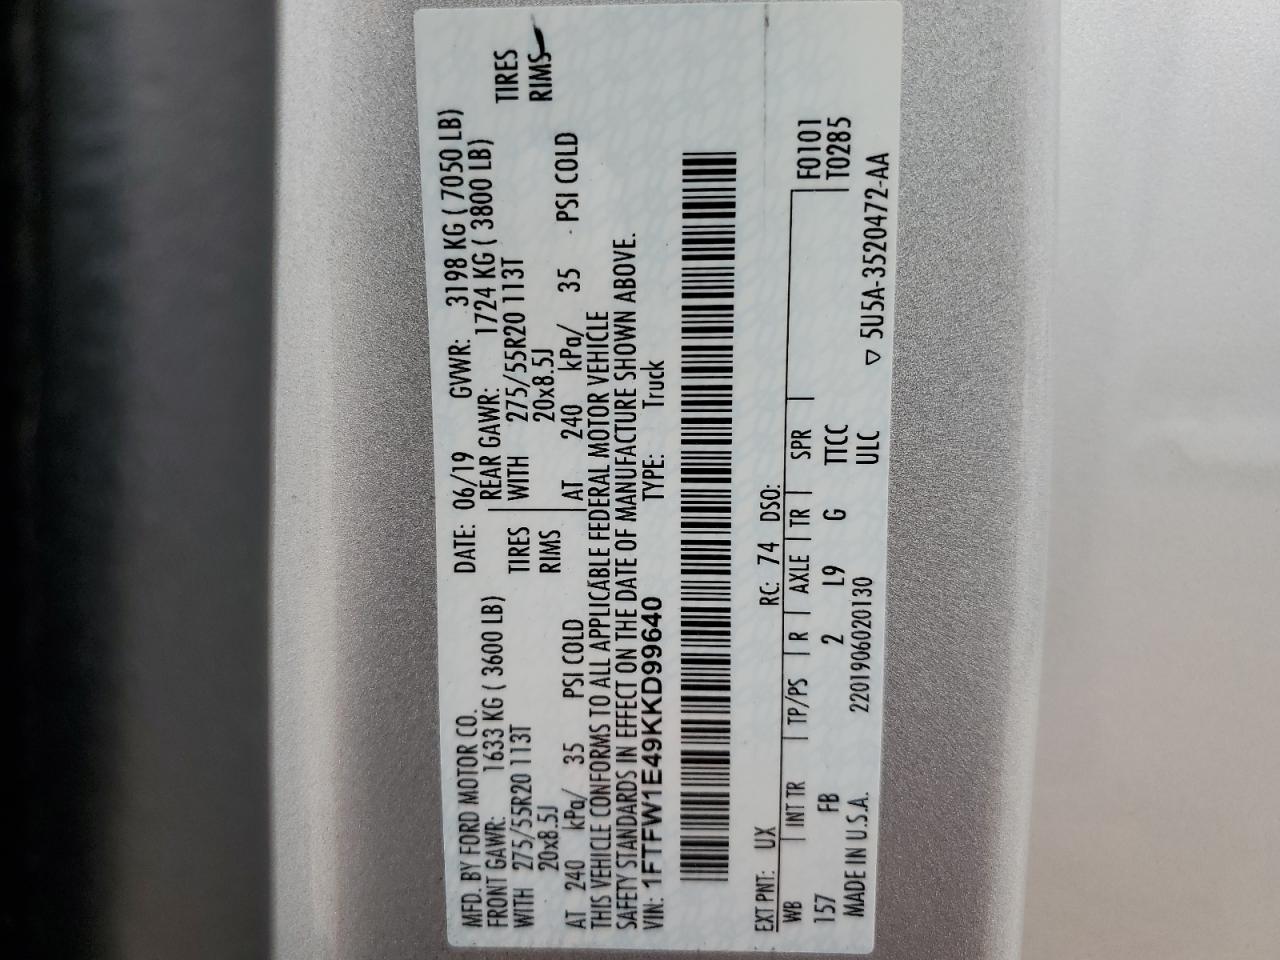 MFD. BY FORD MOTOR CO. DATE: 06/19 GVWR: 3198 KG ( 7050 LB)
FRONT GAWR: 1633 KG ( 3600 LB) REAR GAWR: 1724 KG ( 3800 LB)
WITH 275/55R20 113T TIRES WITH 275/55R20 113T TIRES
20x8.5J RIMS 20x8.5J RIMS
AT 240 kPa/ 35 PSI COLD AT 240 kPa/ 35 PSI COLD
THIS VEHICLE CONFORMS TO ALL APPLICABLE FEDERAL MOTOR VEHICLE
SAFETY STANDARDS IN EFFECT ON THE DATE OF MANUFACTURE SHOWN ABOVE.
VIN: 1FTFW1E49KKD99640 TYPE: Truck
EXT PNT: UX RC: 74 DSO:
WB INT TR TP/PS R AXLE TR SPR F0101
157 FB 2 L9 G TTCC T0285
MADE IN U.S.A. 2201906020130 ULC ▽ 5U5A-3520472-AA